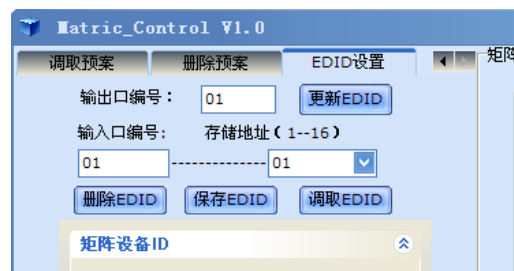 Matric_Control V1.0
调取预案 删除预案 EDID设置 矩阵
输出口编号： 01 更新EDID
输入口编号: 存储地址(1--16)
01 -------------- 01
删除EDID 保存EDID 调取EDID
矩阵设备ID